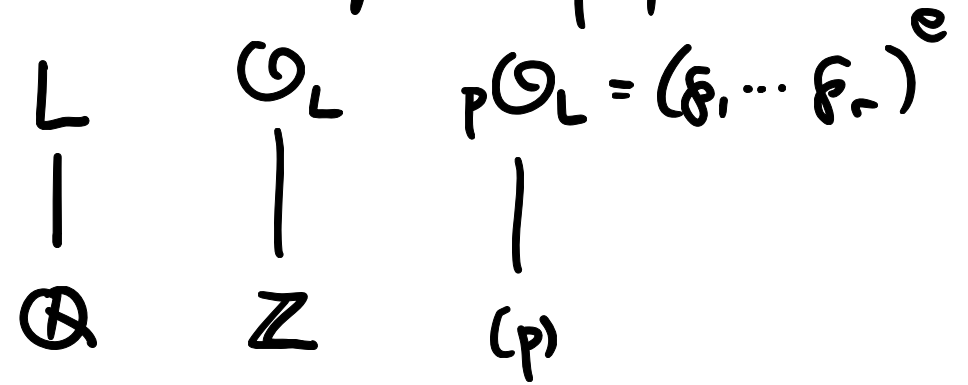 L 𝒪_L p𝒪_L = (𝔭₁ ⋯ 𝔭ᵣ)ᵉ
ℚ ℤ (p)